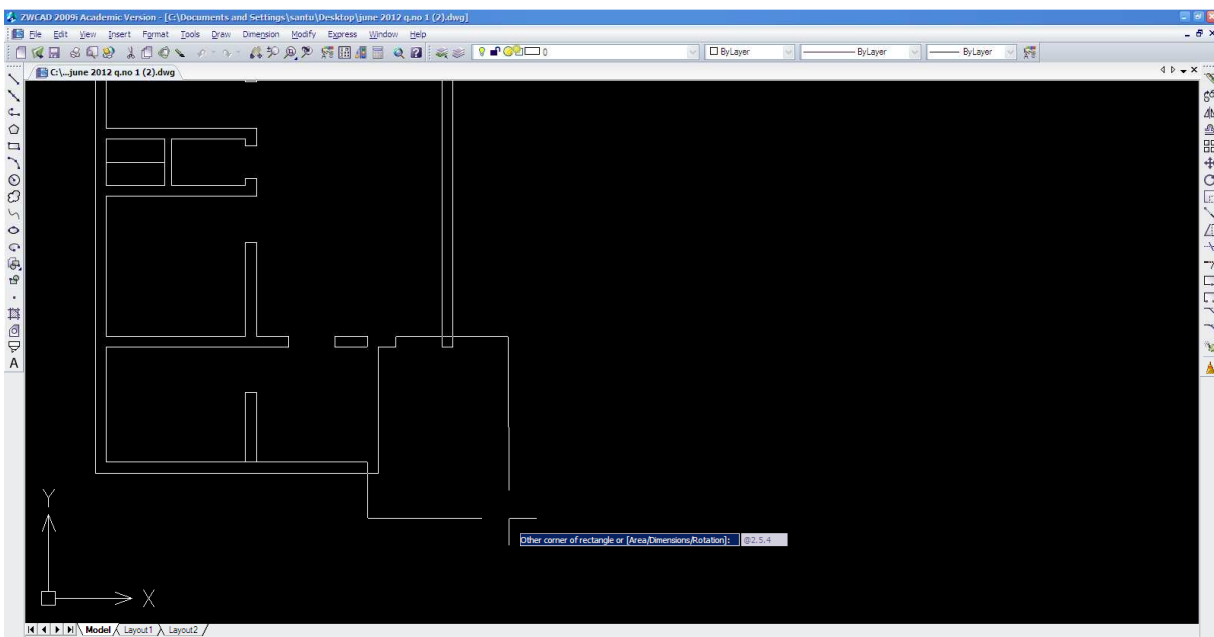 ZWCAD 2009i Academic Version - [C:\Documents and Settings\santu\Desktop\june 2012 q.no 1 (2).dwg]
File Edit View Insert Format Tools Draw Dimension Modify Express Window Help
0 ByLayer ByLayer ByLayer
C:\...june 2012 q.no 1 (2).dwg
A
Y
Other corner of rectangle or [Area/Dimensions/Rotation]: @2.5.4
X
Model Layout1 Layout2